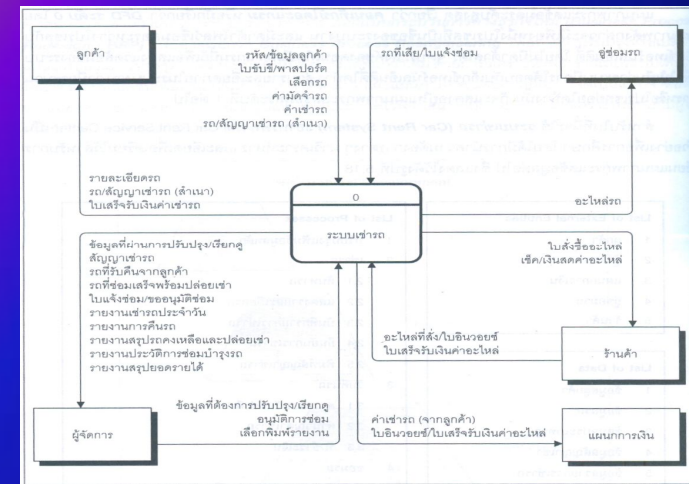 ลูกค้า
รหัส/ข้อมูลลูกค้า
ใบขับขี่/พาสปอร์ต
เลือกรถ
ค่ามัดจำรถ
ค่าเช่ารถ
รถ/สัญญาเช่ารถ (สำเนา)
รถที่เสีย/ใบแจ้งซ่อม
อู่ซ่อมรถ
รายละเอียดรถ
รถ/สัญญาเช่ารถ (สำเนา)
ใบเสร็จรับเงินค่าเช่ารถ
0
ระบบเช่ารถ
อะไหล่รถ
ข้อมูลที่ผ่านการปรับปรุง/เรียกดู
สัญญาเช่ารถ
รถที่รับคืนจากลูกค้า
รถที่ซ่อมเสร็จพร้อมปล่อยเช่า
ใบแจ้งซ่อม/ขออนุมัติซ่อม
รายงานเช่ารถประจำวัน
รายงานการคืนรถ
รายงานสรุปรถคงเหลือและปล่อยเช่า
รายงานประวัติการซ่อมบำรุงรถ
รายงานสรุปยอดรายได้
ใบสั่งซื้ออะไหล่
เช็ค/เงินสดค่าอะไหล่
อะไหล่ที่สั่ง/ใบอินวอยซ์
ใบเสร็จรับเงินค่าอะไหล่
ร้านค้า
ผู้จัดการ
ข้อมูลที่ต้องการปรับปรุง/เรียกดู
อนุมัติการซ่อม
เลือกพิมพ์รายงาน
ค่าเช่ารถ (จากลูกค้า)
ใบอินวอยซ์/ใบเสร็จรับเงินค่าอะไหล่
แผนกการเงิน